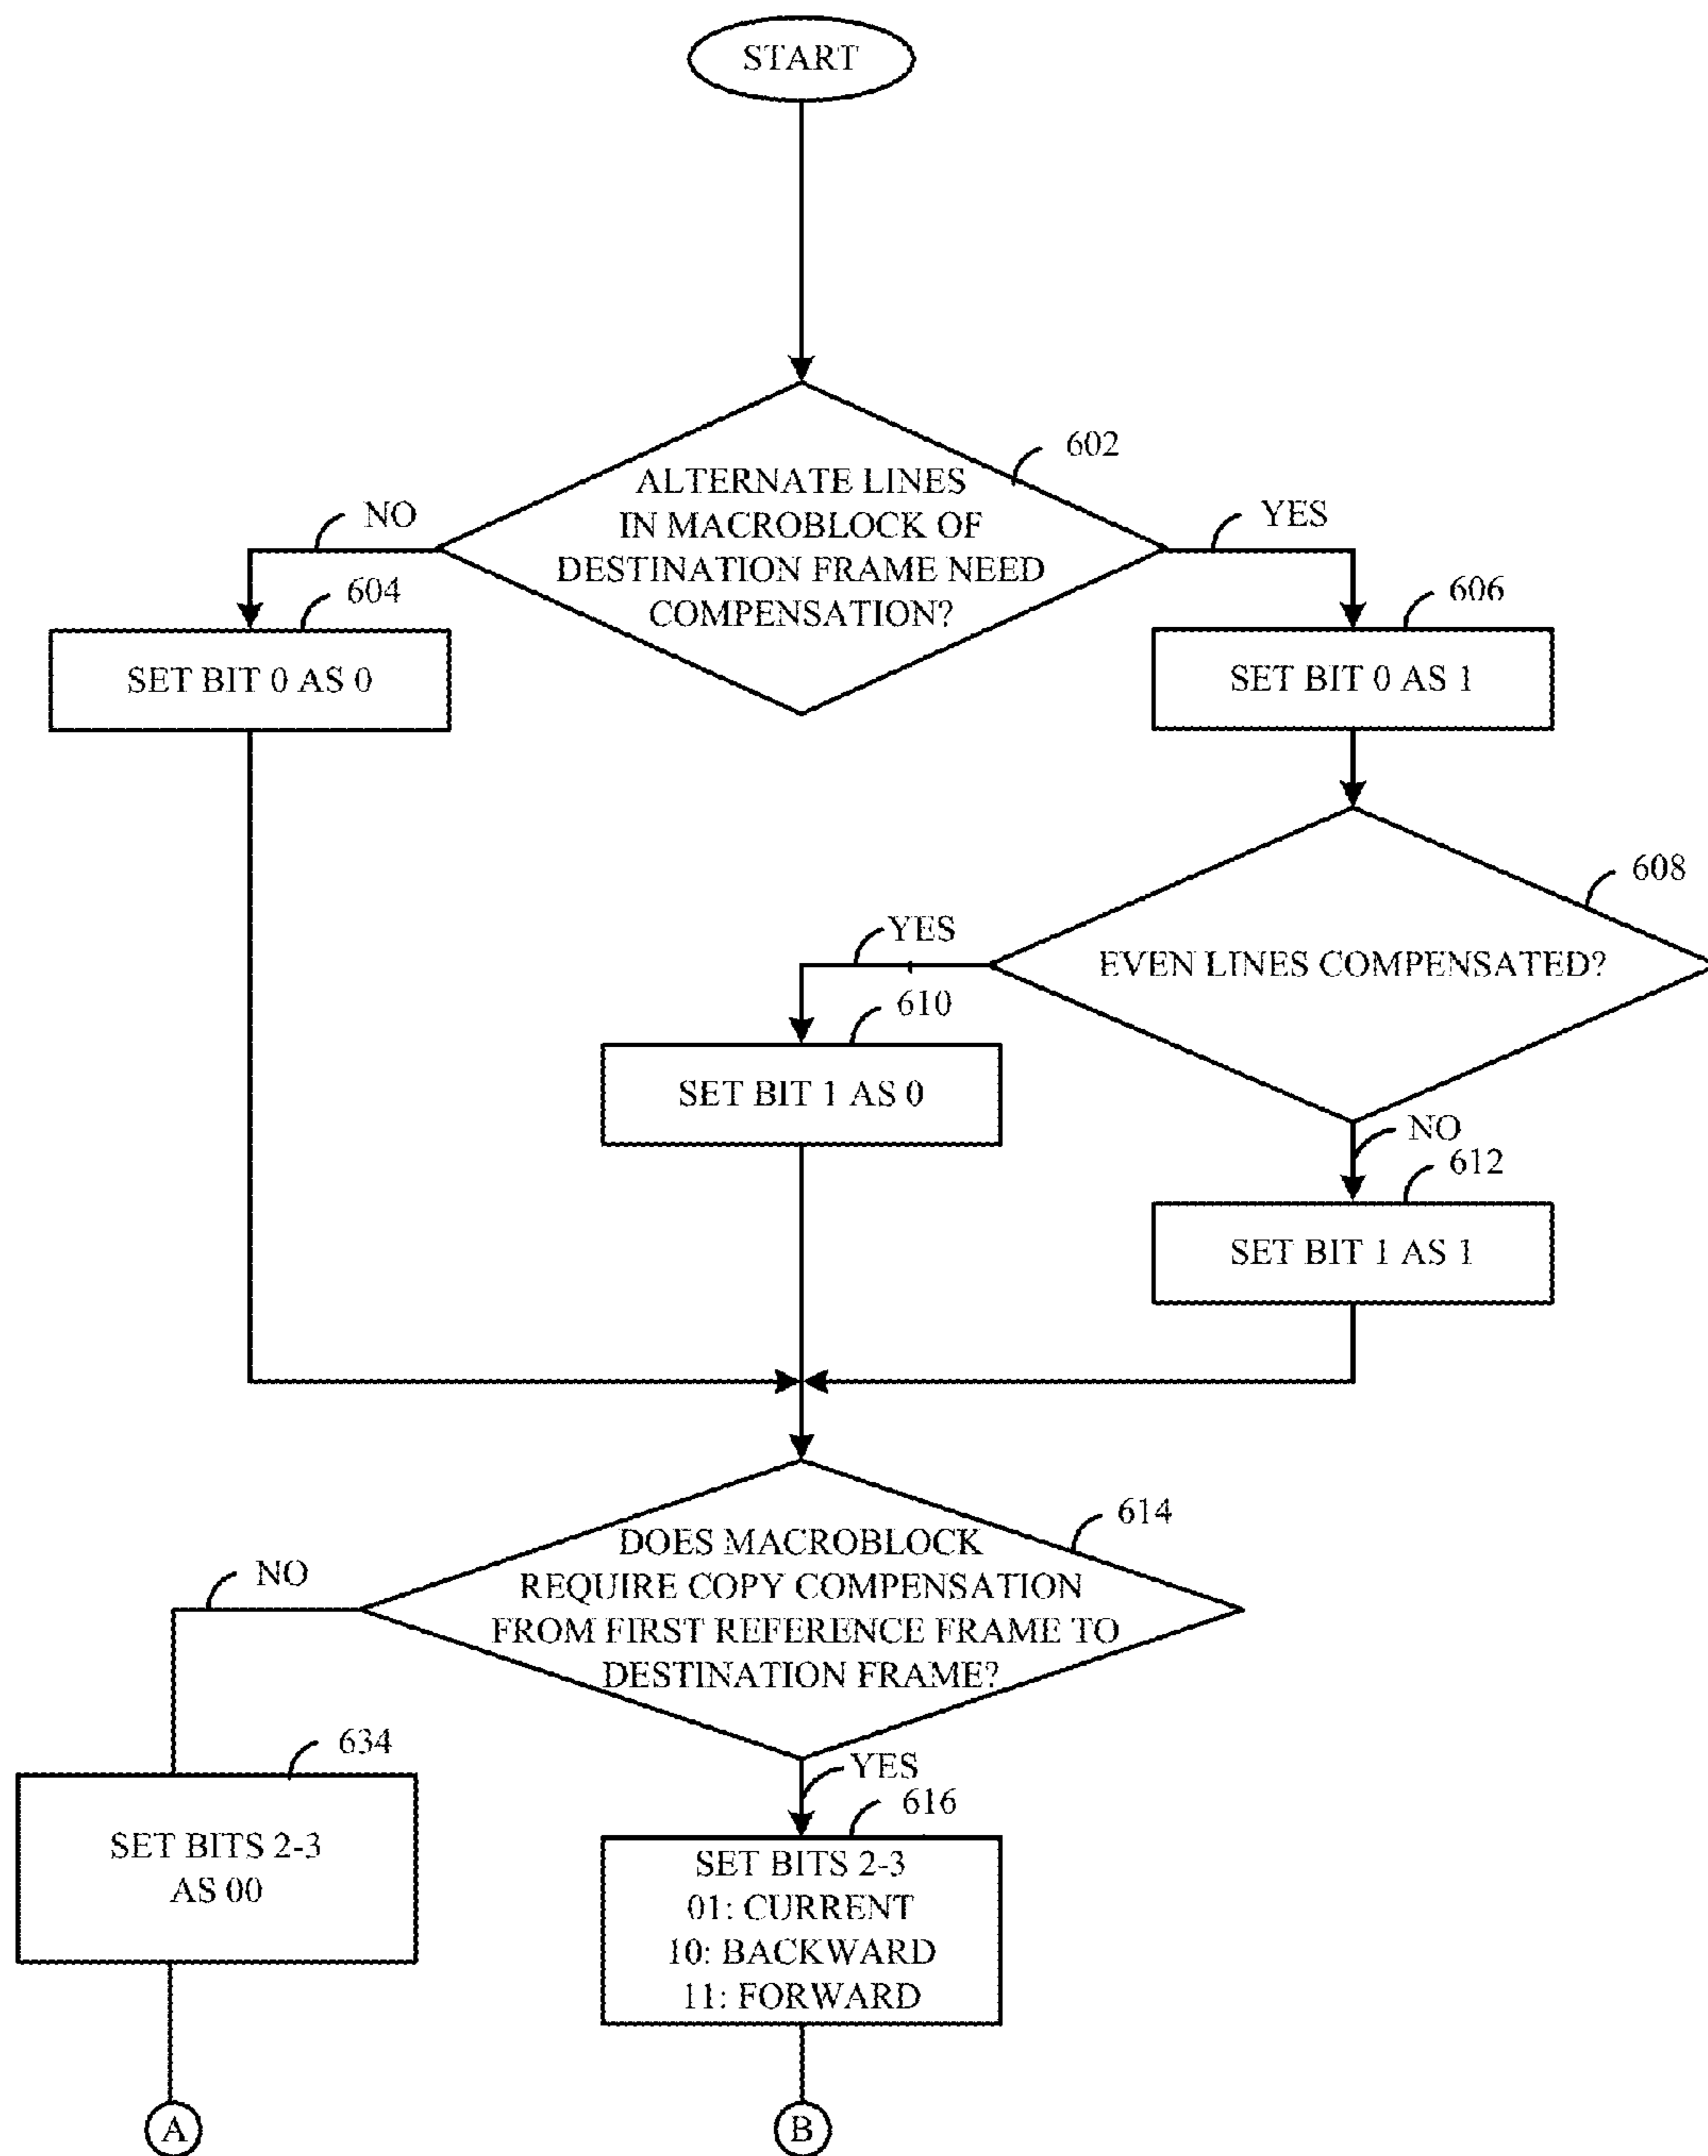 START
602
ALTERNATE LINES
IN MACROBLOCK OF
DESTINATION FRAME NEED
COMPENSATION?
NO
YES
604
SET BIT 0 AS 0
606
SET BIT 0 AS 1
608
EVEN LINES COMPENSATED?
YES
610
SET BIT 1 AS 0
NO
612
SET BIT 1 AS 1
614
DOES MACROBLOCK
REQUIRE COPY COMPENSATION
FROM FIRST REFERENCE FRAME TO
DESTINATION FRAME?
NO
634
SET BITS 2-3
AS 00
YES
616
SET BITS 2-3
01: CURRENT
10: BACKWARD
11: FORWARD
A
B